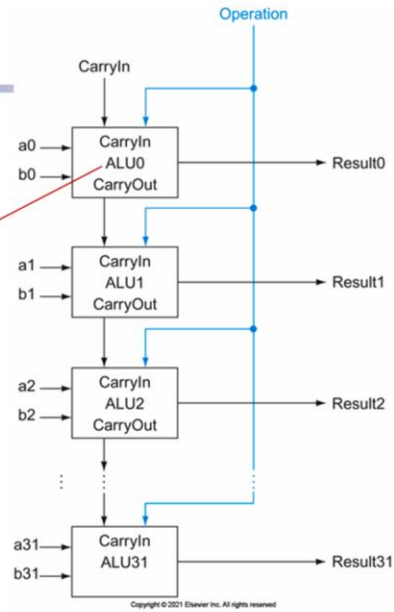 Operation
CarryIn
a0
b0
CarryIn
ALU0
CarryOut
Result0
a1
b1
CarryIn
ALU1
CarryOut
Result1
a2
b2
CarryIn
ALU2
CarryOut
Result2
a31
b31
CarryIn
ALU31
Result31
Copyright © 2021 Elsevier Inc. All rights reserved